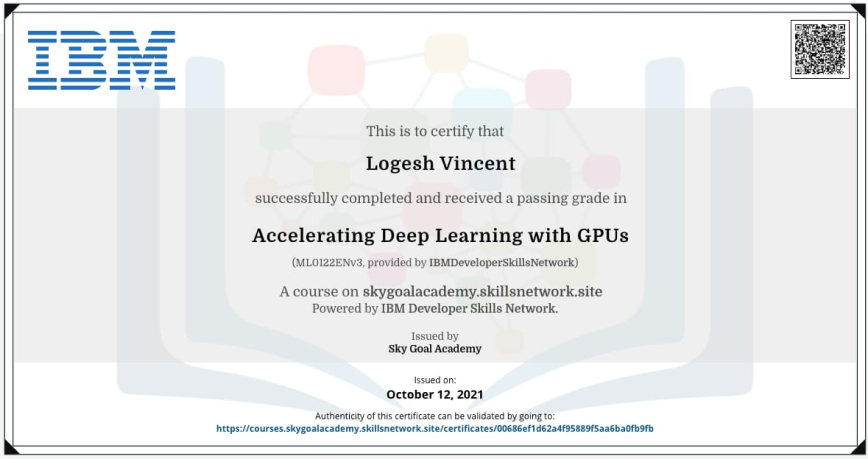 IBM
This is to certify that
Logesh Vincent
successfully completed and received a passing grade in
Accelerating Deep Learning with GPUs
(ML0122ENv3, provided by IBMDeveloperSkillsNetwork)
A course on skygoalacademy.skillsnetwork.site
Powered by IBM Developer Skills Network.
Issued by
Sky Goal Academy
Issued on:
October 12, 2021
Authenticity of this certificate can be validated by going to:
https://courses.skygoalacademy.skillsnetwork.site/certificates/00686ef1d62a4f95889f5aa6ba0fb9fb